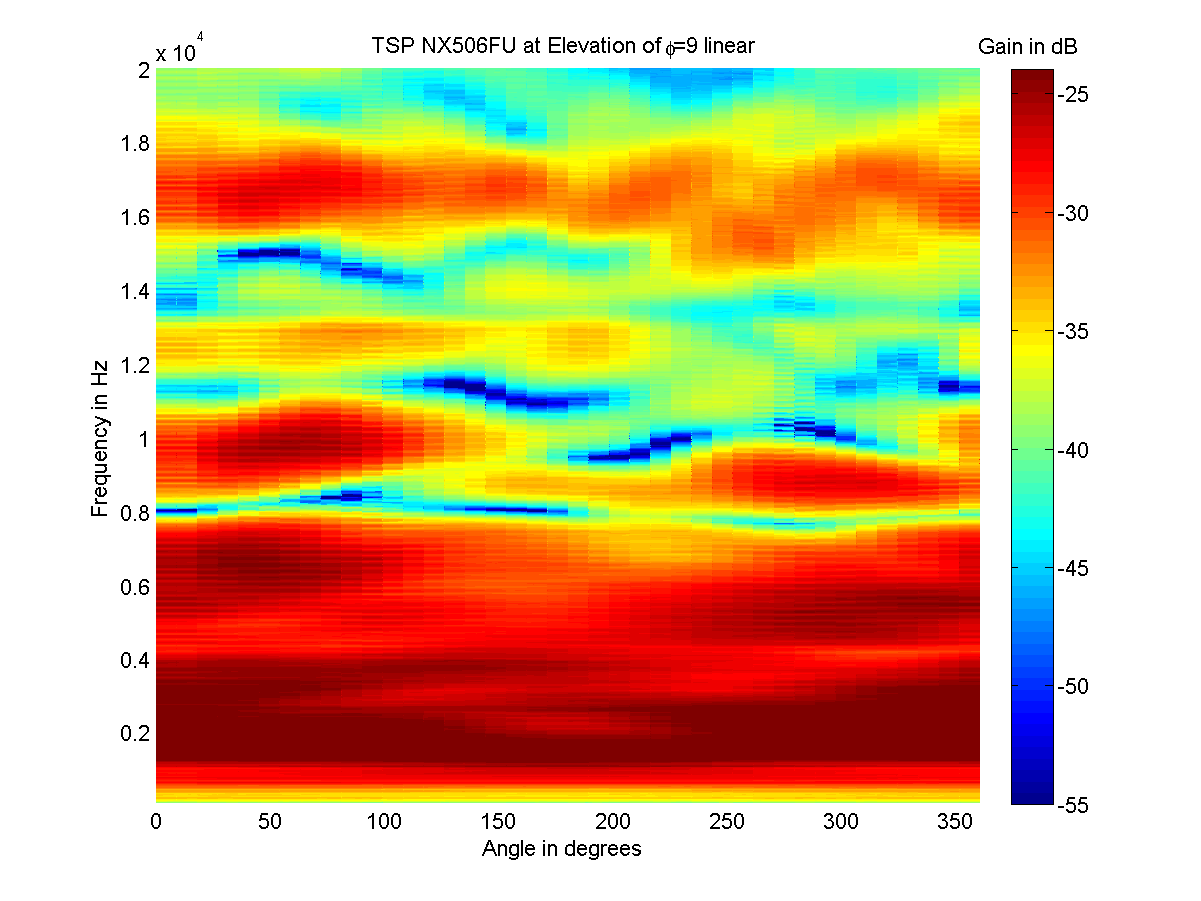 TSP NX506FU at Elevation of ϕ=9 linear
Gain in dB
x 10^4
2
1.8
1.6
1.4
1.2
1
0.8
0.6
0.4
0.2
Frequency in Hz
0 50 100 150 200 250 300 350
Angle in degrees
-25
-30
-35
-40
-45
-50
-55